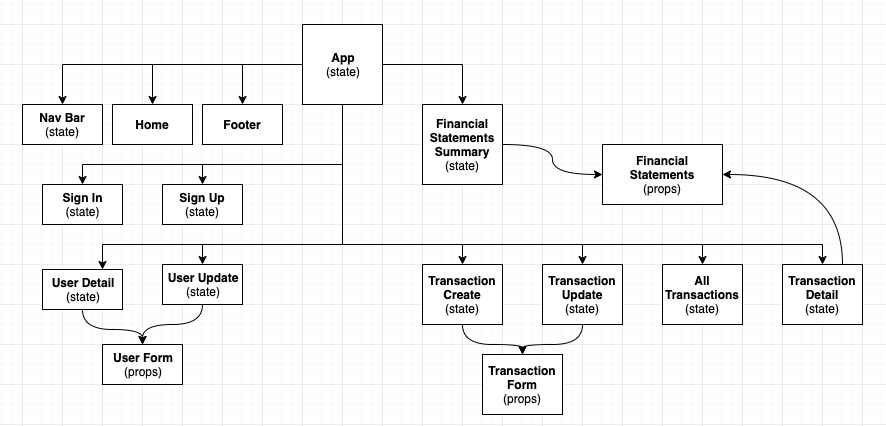 App
(state)
Nav Bar
(state)
Home
Footer
Financial
Statements
Summary
(state)
Financial
Statements
(props)
Sign In
(state)
Sign Up
(state)
User Detail
(state)
User Update
(state)
Transaction
Create
(state)
Transaction
Update
(state)
All
Transactions
(state)
Transaction
Detail
(state)
User Form
(props)
Transaction
Form
(props)